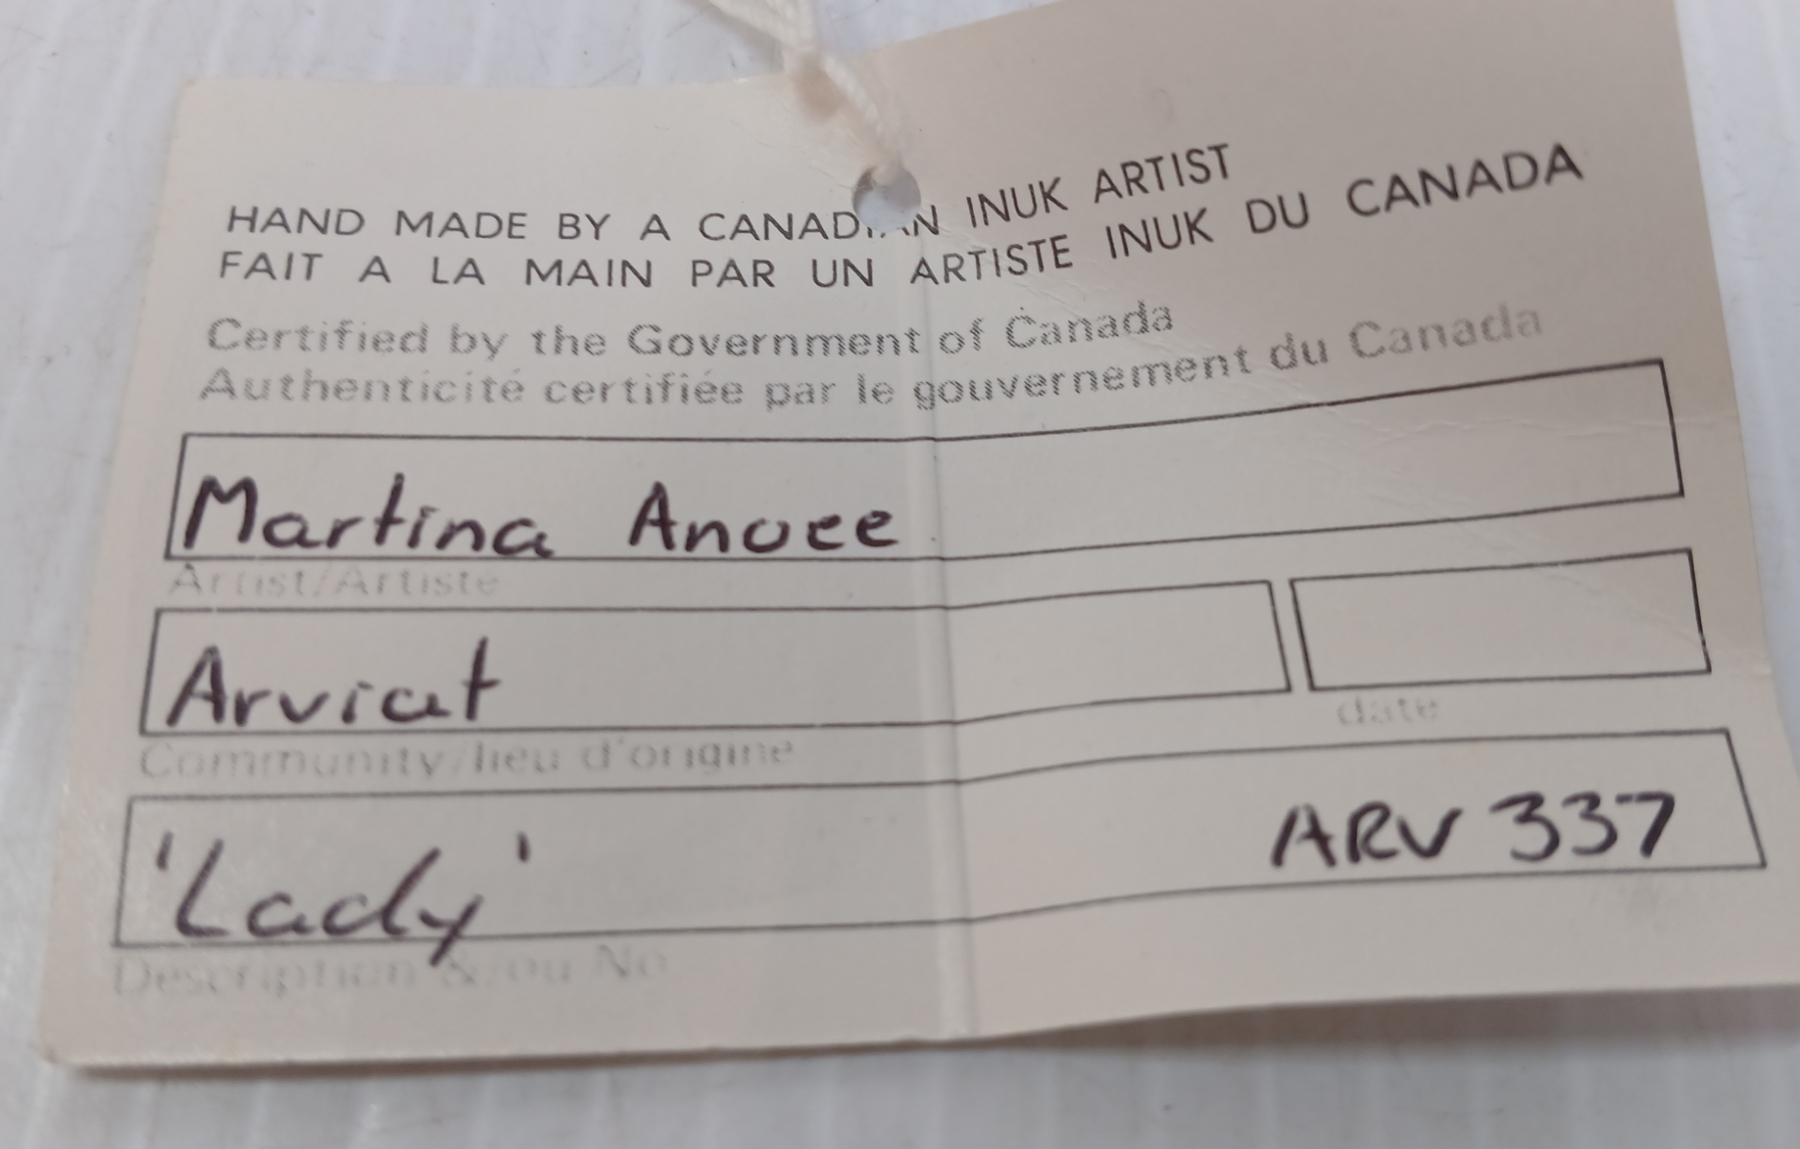 HAND MADE BY A CANADIAN INUK ARTIST
FAIT A LA MAIN PAR UN ARTISTE INUK DU CANADA
Certified by the Government of Canada
Authenticité certifiée par le gouvernement du Canada
Martina Anoee
Artist/Artiste
Arviat
date
Community/lieu d'origine
'Lady' ARV 337
Description &/ou No